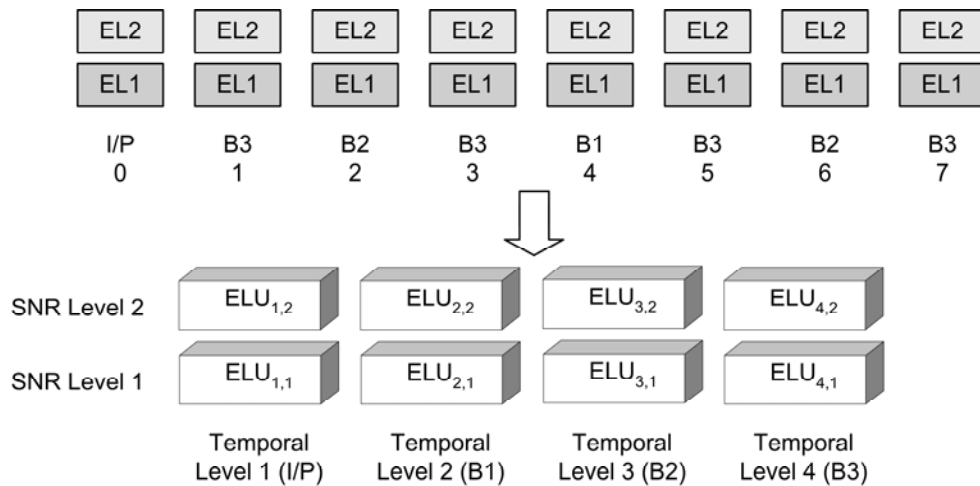 EL2 EL2 EL2 EL2 EL2 EL2 EL2 EL2
EL1 EL1 EL1 EL1 EL1 EL1 EL1 EL1
I/P B3 B2 B3 B1 B3 B2 B3
0 1 2 3 4 5 6 7
SNR Level 2 ELU1,2 ELU2,2 ELU3,2 ELU4,2
SNR Level 1 ELU1,1 ELU2,1 ELU3,1 ELU4,1
Temporal Temporal Temporal Temporal
Level 1 (I/P) Level 2 (B1) Level 3 (B2) Level 4 (B3)